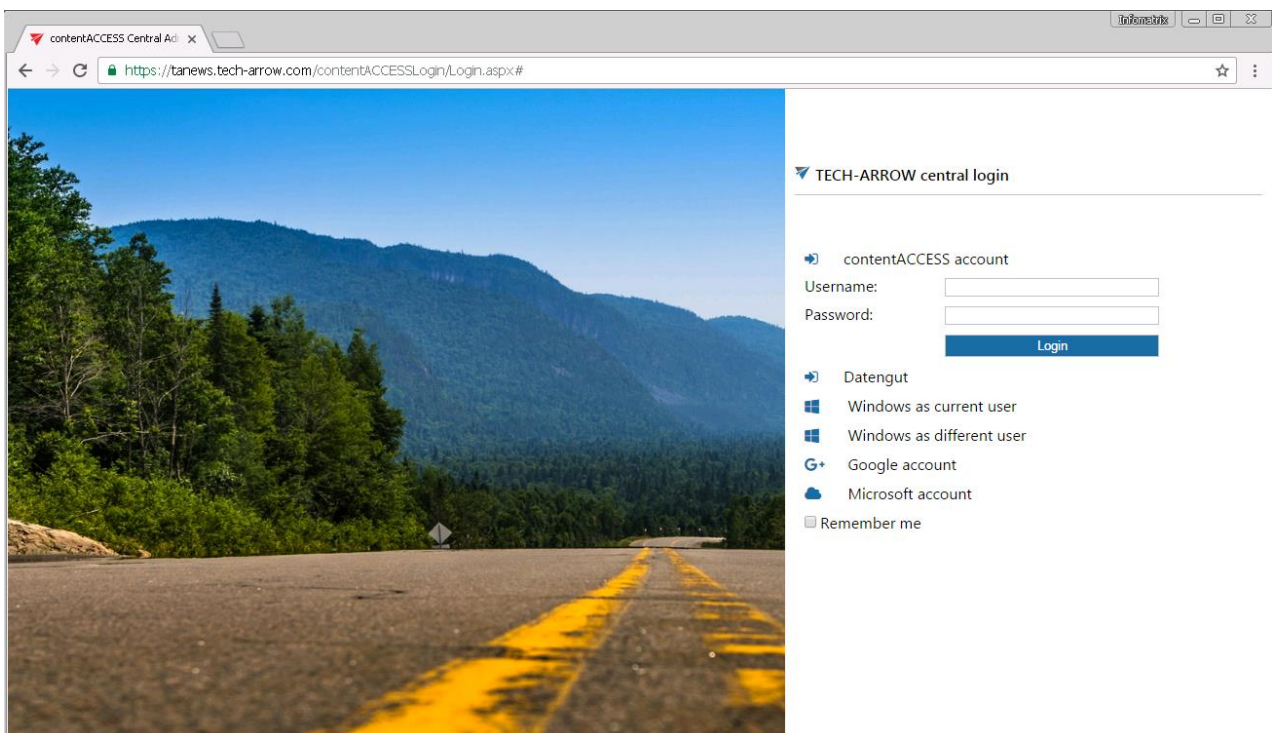 Infometrix
contentACCESS Central Ad
https://tanews.tech-arrow.com/contentACCESSLogin/Login.aspx#
TECH-ARROW central login
contentACCESS account
Username:
Password:
Login
Datengut
Windows as current user
Windows as different user
G+ Google account
Microsoft account
Remember me